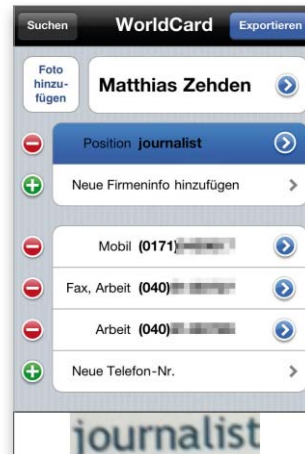 Suchen WorldCard Exportieren
Foto
hinzu-
fügen
Matthias Zehden
Position journalist
Neue Firmeninfo hinzufügen
Mobil (0171)
Fax, Arbeit (040)
Arbeit (040)
Neue Telefon-Nr.
journalist